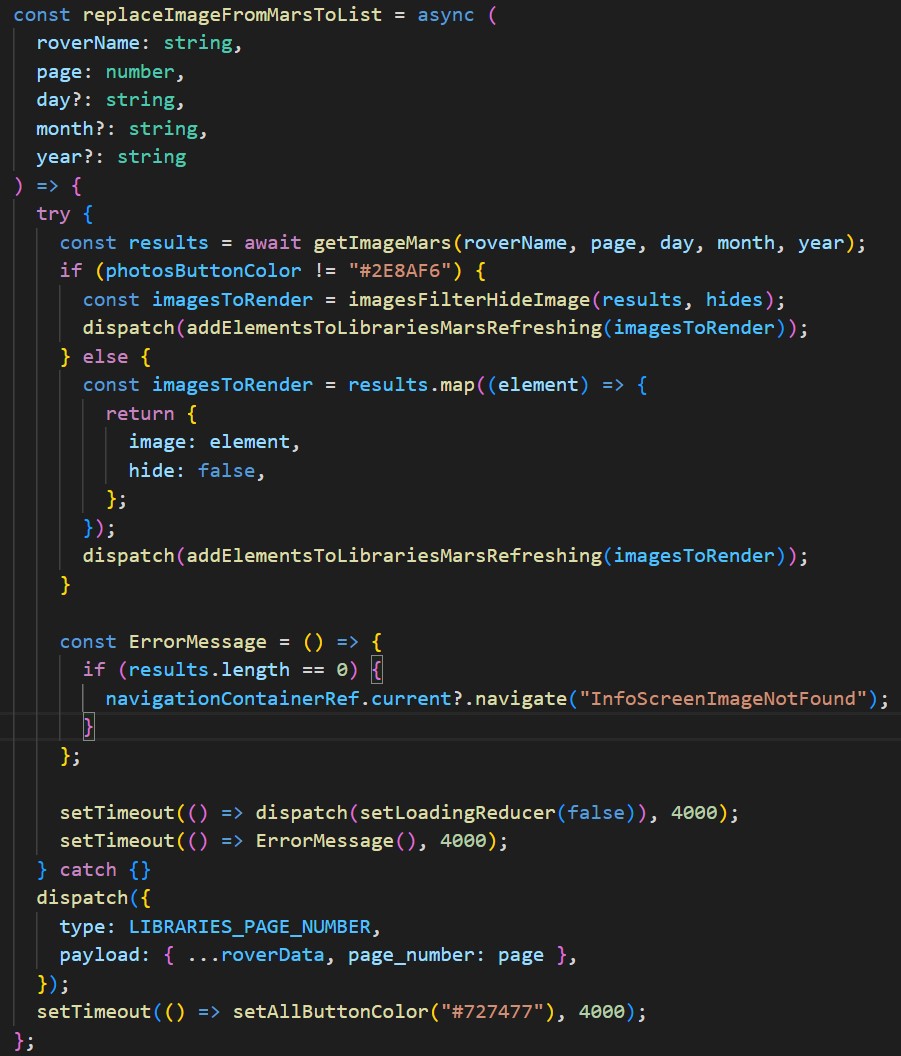 const replaceImageFromMarsToList = async (
  roverName: string,
  page: number,
  day?: string,
  month?: string,
  year?: string
) => {
  try {
    const results = await getImageMars(roverName, page, day, month, year);
    if (photosButtonColor != "#2E8AF6") {
      const imagesToRender = imagesFilterHideImage(results, hides);
      dispatch(addElementsToLibrariesMarsRefreshing(imagesToRender));
    } else {
      const imagesToRender = results.map((element) => {
        return {
          image: element,
          hide: false,
        };
      });
      dispatch(addElementsToLibrariesMarsRefreshing(imagesToRender));
    }

    const ErrorMessage = () => {
      if (results.length == 0) {
        navigationContainerRef.current?.navigate("InfoScreenImageNotFound");
      }
    };

    setTimeout(() => dispatch(setLoadingReducer(false)), 4000);
    setTimeout(() => ErrorMessage(), 4000);
  } catch {}
  dispatch({
    type: LIBRARIES_PAGE_NUMBER,
    payload: { ...roverData, page_number: page },
  });
  setTimeout(() => setAllButtonColor("#727477"), 4000);
};